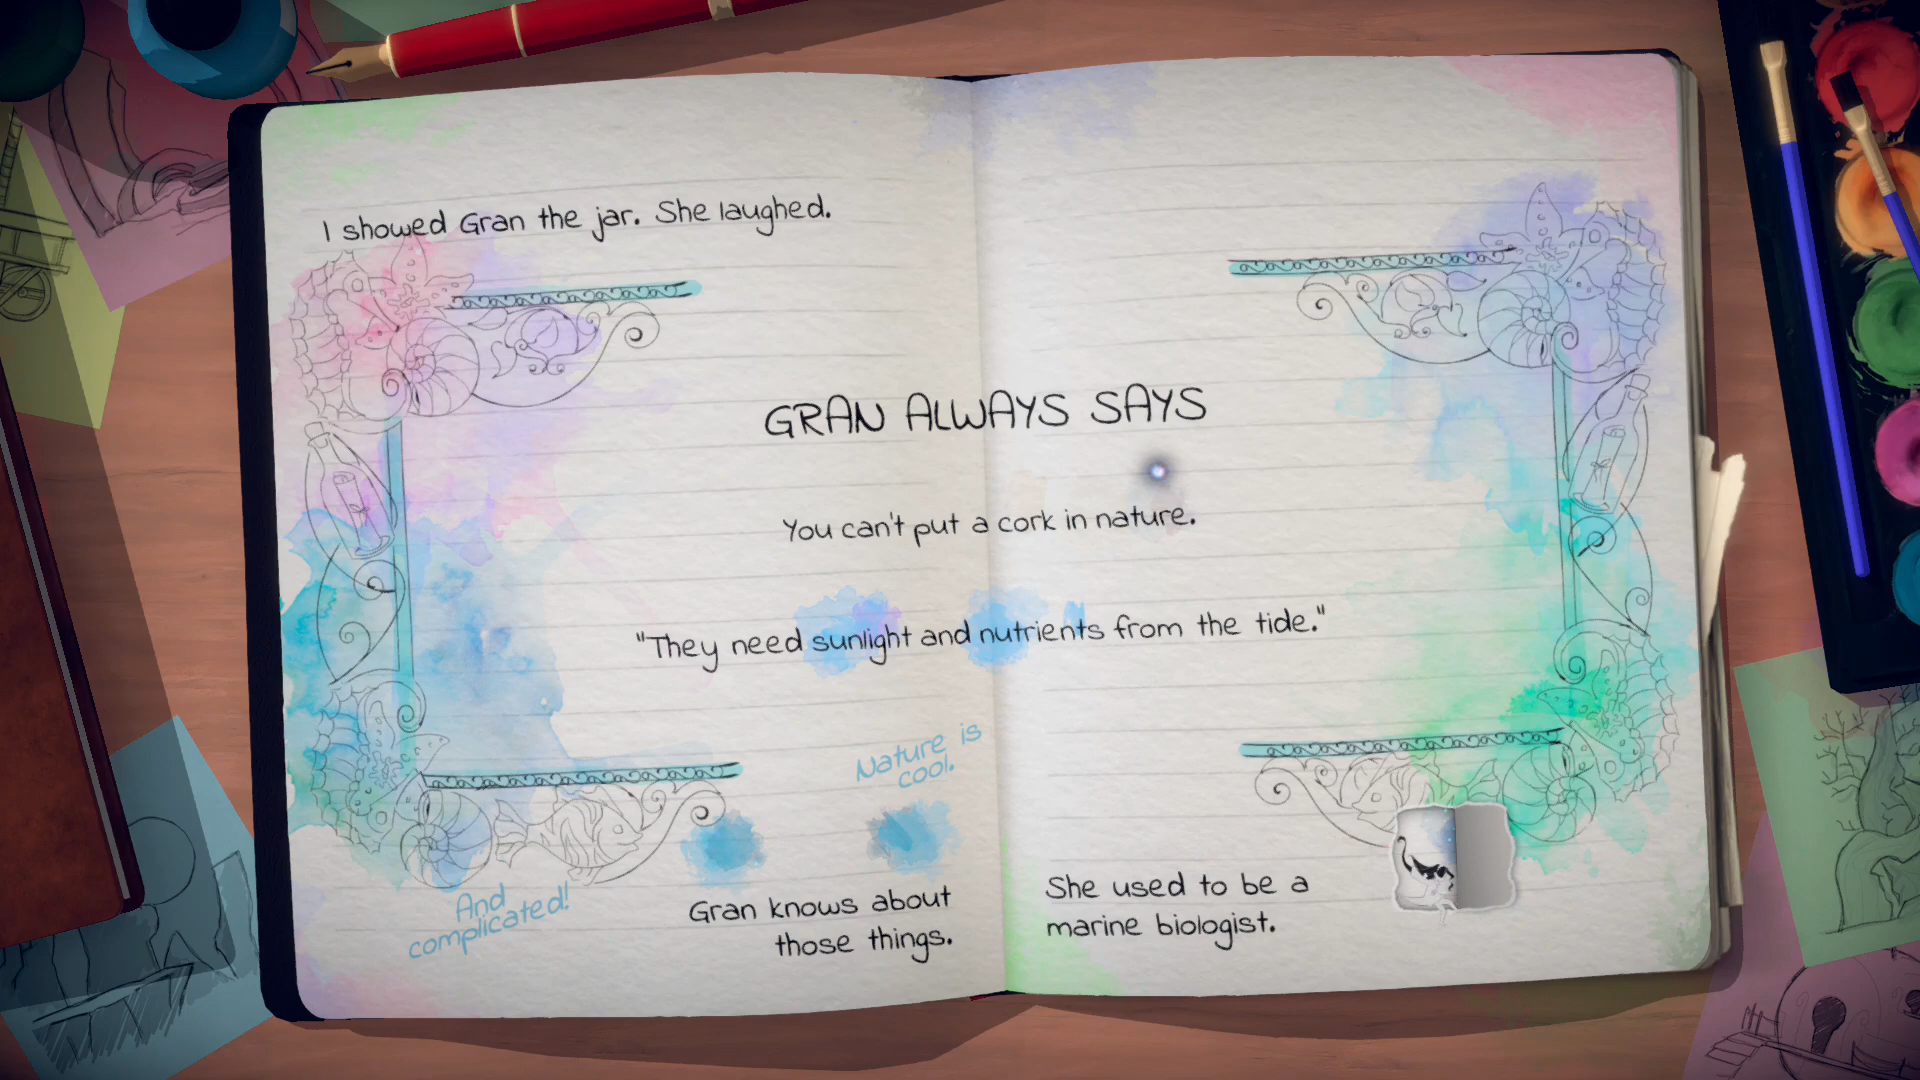 I showed Gran the jar. She laughed.
GRAN ALWAYS SAYS
You can't put a cork in nature.
"They need sunlight and nutrients from the tide."
Nature is
cool.
And
complicated!
Gran knows about
those things.
She used to be a
marine biologist.